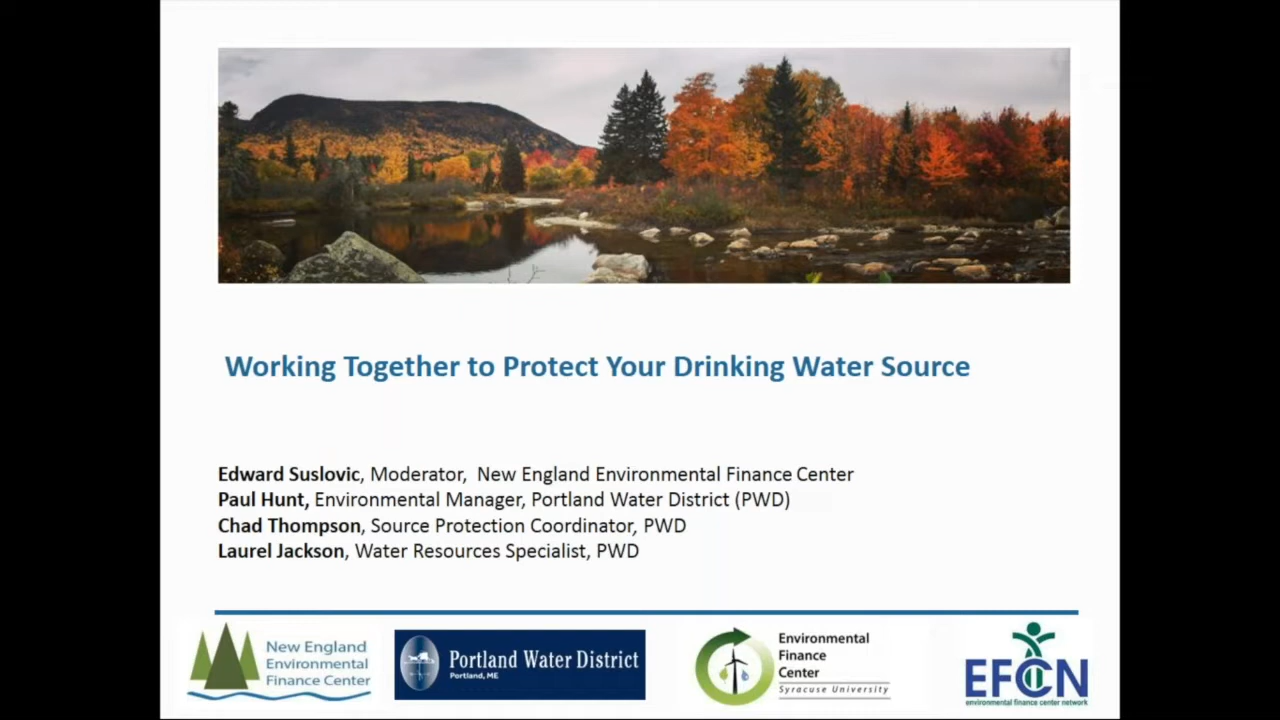 Working Together to Protect Your Drinking Water Source
Edward Suslovic, Moderator, New England Environmental Finance Center
Paul Hunt, Environmental Manager, Portland Water District (PWD)
Chad Thompson, Source Protection Coordinator, PWD
Laurel Jackson, Water Resources Specialist, PWD
New England
Environmental
Finance Center
Portland Water District
Portland, ME
Environmental
Finance
Center
Syracuse University
EFCN
environmental finance center network